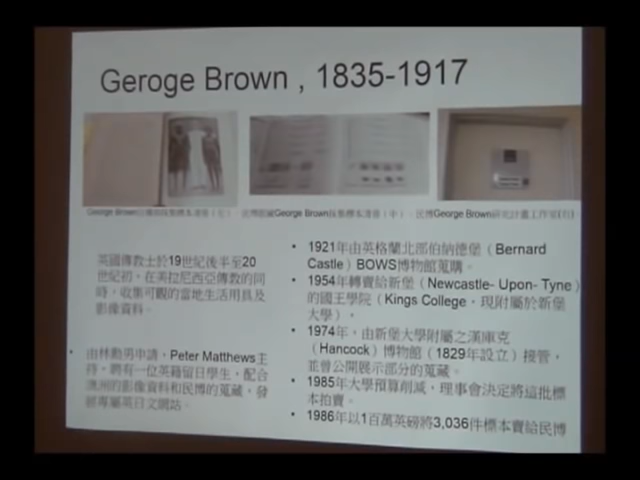 Geroge Brown , 1835-1917
George Brown
George Brown
George Brown
英國傳教士於19世紀後半至20
世紀初，在美拉尼西亞傳教的同
時，收集可觀的當地生活用具及
影像資料。
• 由林勳男申請，Peter Matthews主
持，聘有一位英籍留日學生，配合
澳洲的影像資料和民博的蒐藏，發
展專屬英日文網站。
• 1921年由英格蘭北部伯納德堡（Bernard
Castle）BOWS博物館蒐購。
• 1954年轉賣給新堡（Newcastle- Upon- Tyne）
的國王學院（Kings College，現附屬於新堡
大學），
• 1974年，由新堡大學附屬之漢庫克
（Hancock）博物館（1829年設立）接管，
並曾公開展示部分的蒐藏。
• 1985年大學預算削減，理事會決定將這批標
本拍賣。
• 1986年以1百萬英磅將3,036件標本賣給民博